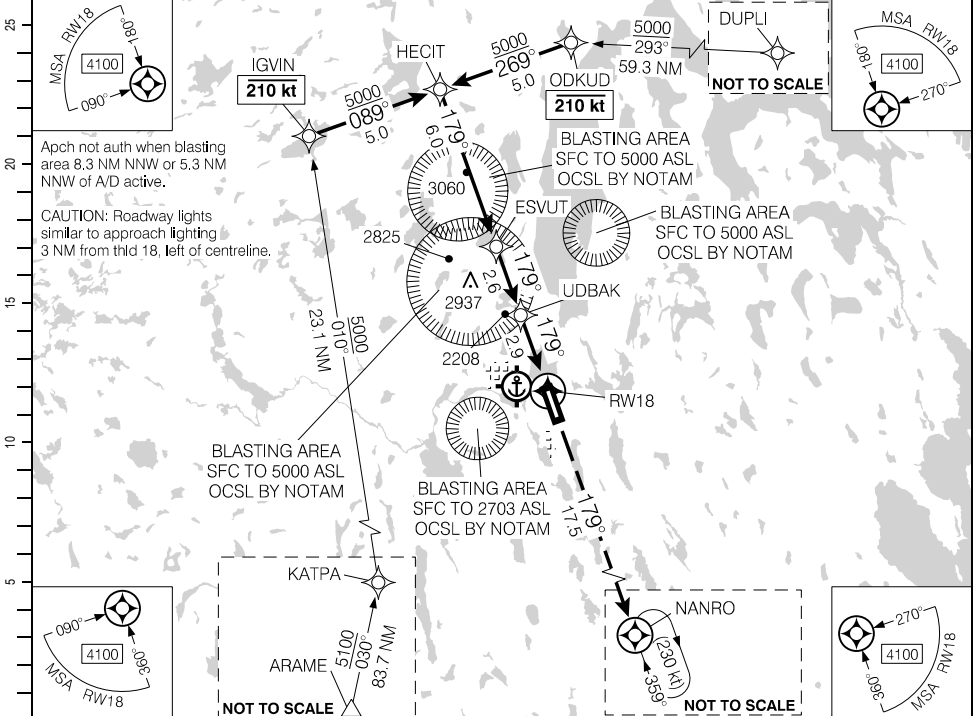 25
20
15
10
5
MSA RW18
180°
4100
090°
Apch not auth when blasting
area 8.3 NM NNW or 5.3 NM
NNW of A/D active.
CAUTION: Roadway lights
similar to approach lighting
3 NM from thld 18, left of centreline.
IGVIN
210 kt
HECIT
5000
089°
5.0
5000
269°
5.0
ODKUD
210 kt
5000
293°
59.3 NM
DUPLI
NOT TO SCALE
MSA RW18
180°
4100
270°
179°
6.0
BLASTING AREA
SFC TO 5000 ASL
OCSL BY NOTAM
3060
ESVUT
BLASTING AREA
SFC TO 5000 ASL
OCSL BY NOTAM
2825
2937
179°
2.6
UDBAK
2208
179°
2.9
RW18
5000
010°
23.1 NM
BLASTING AREA
SFC TO 5000 ASL
OCSL BY NOTAM
BLASTING AREA
SFC TO 2703 ASL
OCSL BY NOTAM
179°
17.5
KATPA
ARAME
5100
030°
83.7 NM
NOT TO SCALE
NANRO
(230 kt)
359°
NOT TO SCALE
090°
4100
360°
MSA RW18
270°
4100
360°
MSA RW18